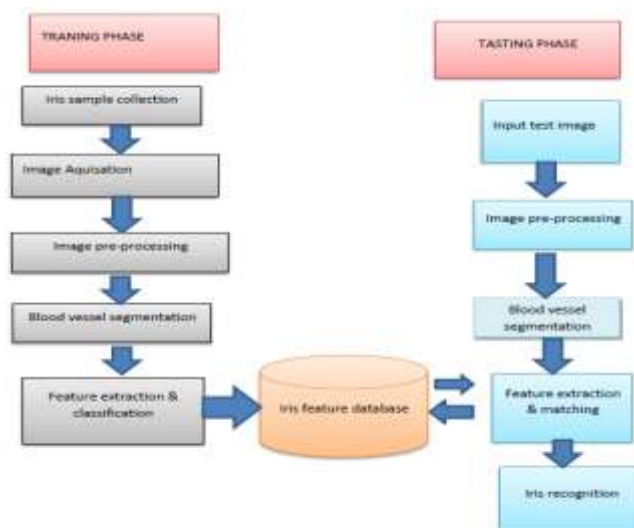 TRANING PHASE
Iris sample collection
Image Aquisation
Image pre-processing
Blood vessel segmentation
Feature extraction &
classification
Iris feature database
TASTING PHASE
Input test image
Image pre-processing
Blood vessel
segmentation
Feature extraction
& matching
Iris recognition